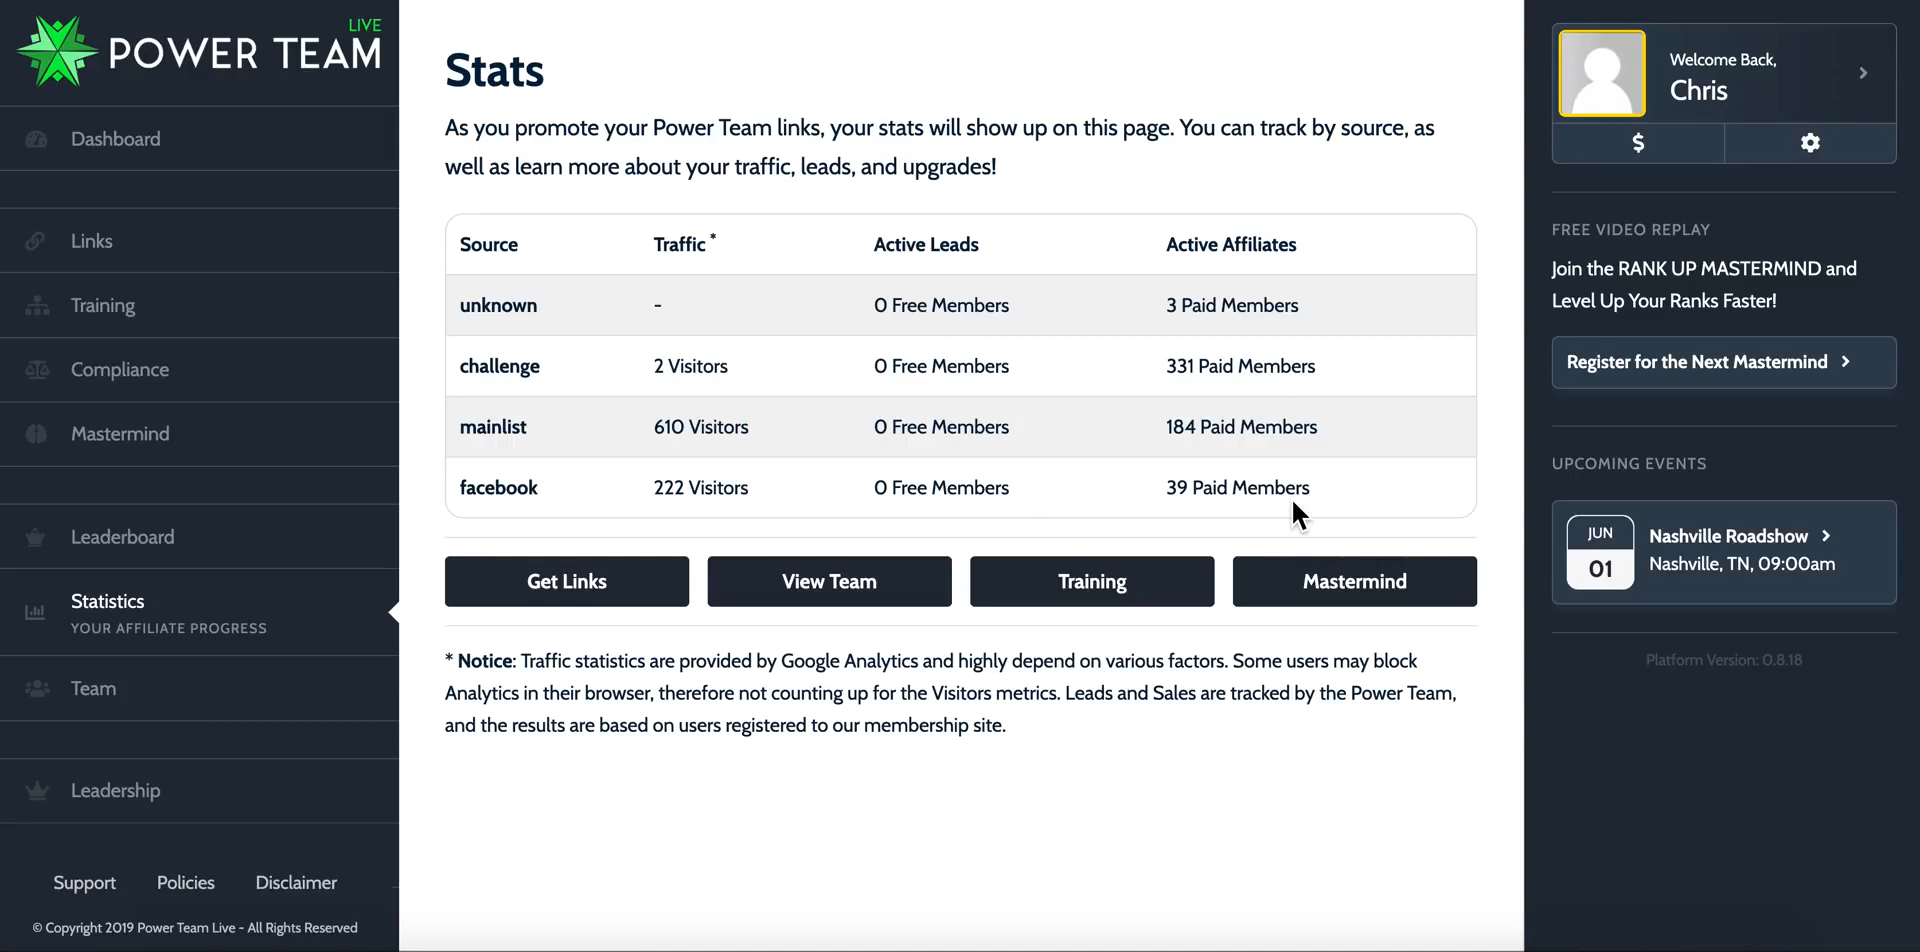 LIVE
POWER TEAM
Dashboard
Links
Training
Compliance
Mastermind
Leaderboard
Statistics
YOUR AFFILIATE PROGRESS
Team
Leadership
Support Policies Disclaimer
© Copyright 2019 Power Team Live - All Rights Reserved
Stats
As you promote your Power Team links, your stats will show up on this page. You can track by source, as
well as learn more about your traffic, leads, and upgrades!
Source Traffic * Active Leads Active Affiliates
unknown - 0 Free Members 3 Paid Members
challenge 2 Visitors 0 Free Members 331 Paid Members
mainlist 610 Visitors 0 Free Members 184 Paid Members
facebook 222 Visitors 0 Free Members 39 Paid Members
Get Links View Team Training Mastermind
* Notice: Traffic statistics are provided by Google Analytics and highly depend on various factors. Some users may block
Analytics in their browser, therefore not counting up for the Visitors metrics. Leads and Sales are tracked by the Power Team,
and the results are based on users registered to our membership site.
Welcome Back,
Chris
$
FREE VIDEO REPLAY
Join the RANK UP MASTERMIND and
Level Up Your Ranks Faster!
Register for the Next Mastermind
UPCOMING EVENTS
JUN
01
Nashville Roadshow
Nashville, TN, 09:00am
Platform Version: 0.8.18